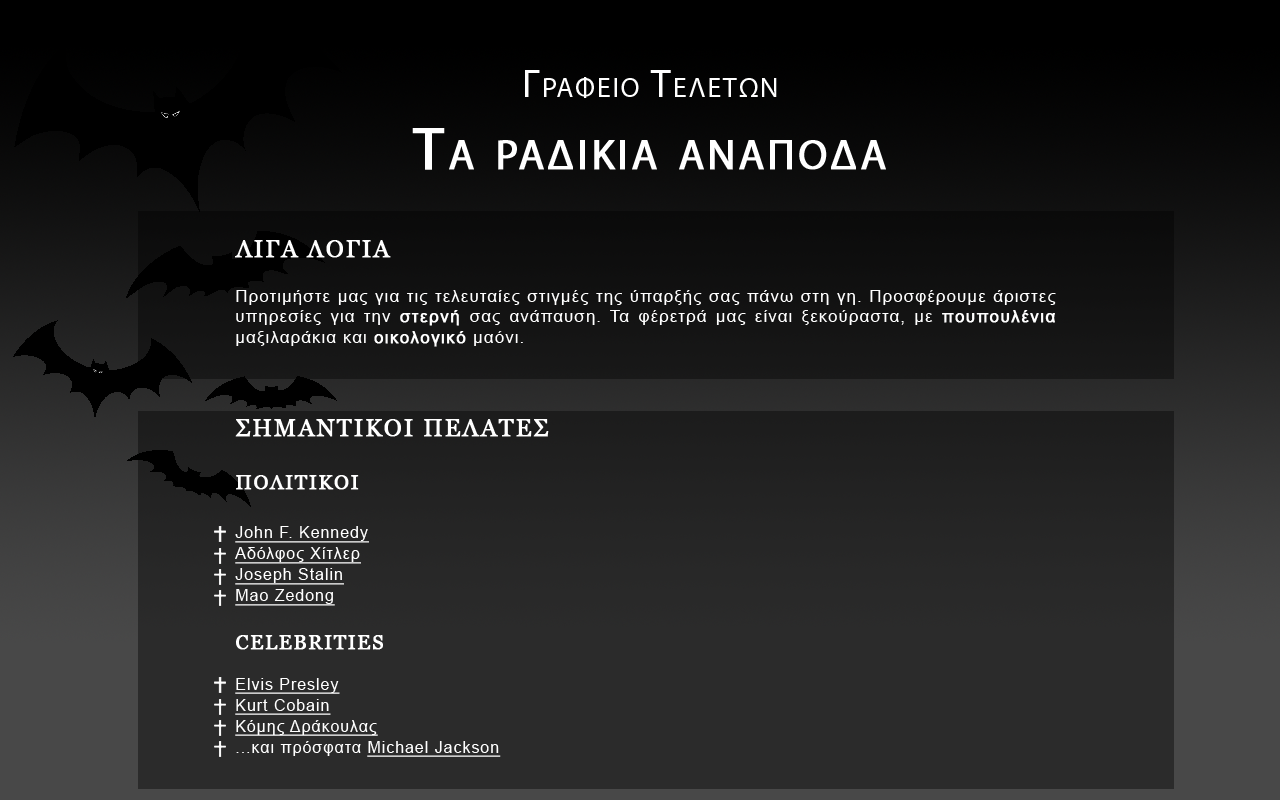 Γραφειο Τελετων
Τα ραδικια αναποδα
ΛΙΓΑ ΛΟΓΙΑ
Προτιμήστε μας για τις τελευταίες στιγμές της ύπαρξής σας πάνω στη γη. Προσφέρουμε άριστες
υπηρεσίες για την στερνή σας ανάπαυση. Τα φέρετρά μας είναι ξεκούραστα, με πουπουλένια
μαξιλαράκια και οικολογικό μαόνι.
ΣΗΜΑΝΤΙΚΟΙ ΠΕΛΑΤΕΣ
ΠΟΛΙΤΙΚΟΙ
John F. Kennedy
Αδόλφος Χίτλερ
Joseph Stalin
Mao Zedong
CELEBRITIES
Elvis Presley
Kurt Cobain
Κόμης Δράκουλας
...και πρόσφατα Michael Jackson